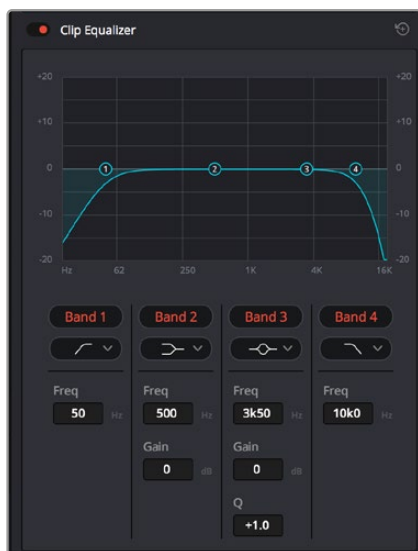 Clip Equalizer
+20 +20
+10 +10
0 1 2 3 4 0
-10 -10
-20 -20
Hz 62 250 1K 4K 16K
Band 1 Band 2 Band 3 Band 4
Freq Freq Freq Freq
50 Hz 500 Hz 3k50 Hz 10k0 Hz
Gain Gain
0 dB 0 dB
Q
+1.0